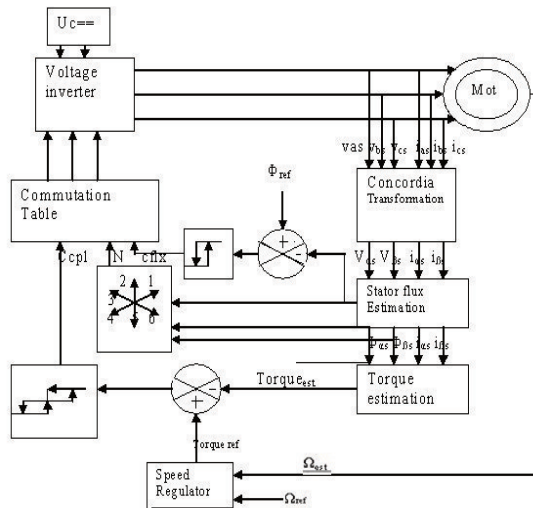 Uc==
Voltage
inverter
Mot
vas vbs vcs ias ibs ics
Φref
Concordia
Transformation
Commutation
Table
Ccpl N cflx
+
-
Vαs Vβs iαs iβs
2 1
3
4 5 6
Stator flux
Estimation
Φαs Φβs iαs iβs
Torqueest
-
+
Torque
estimation
Torque ref
Speed
Regulator
Ωest
Ωref